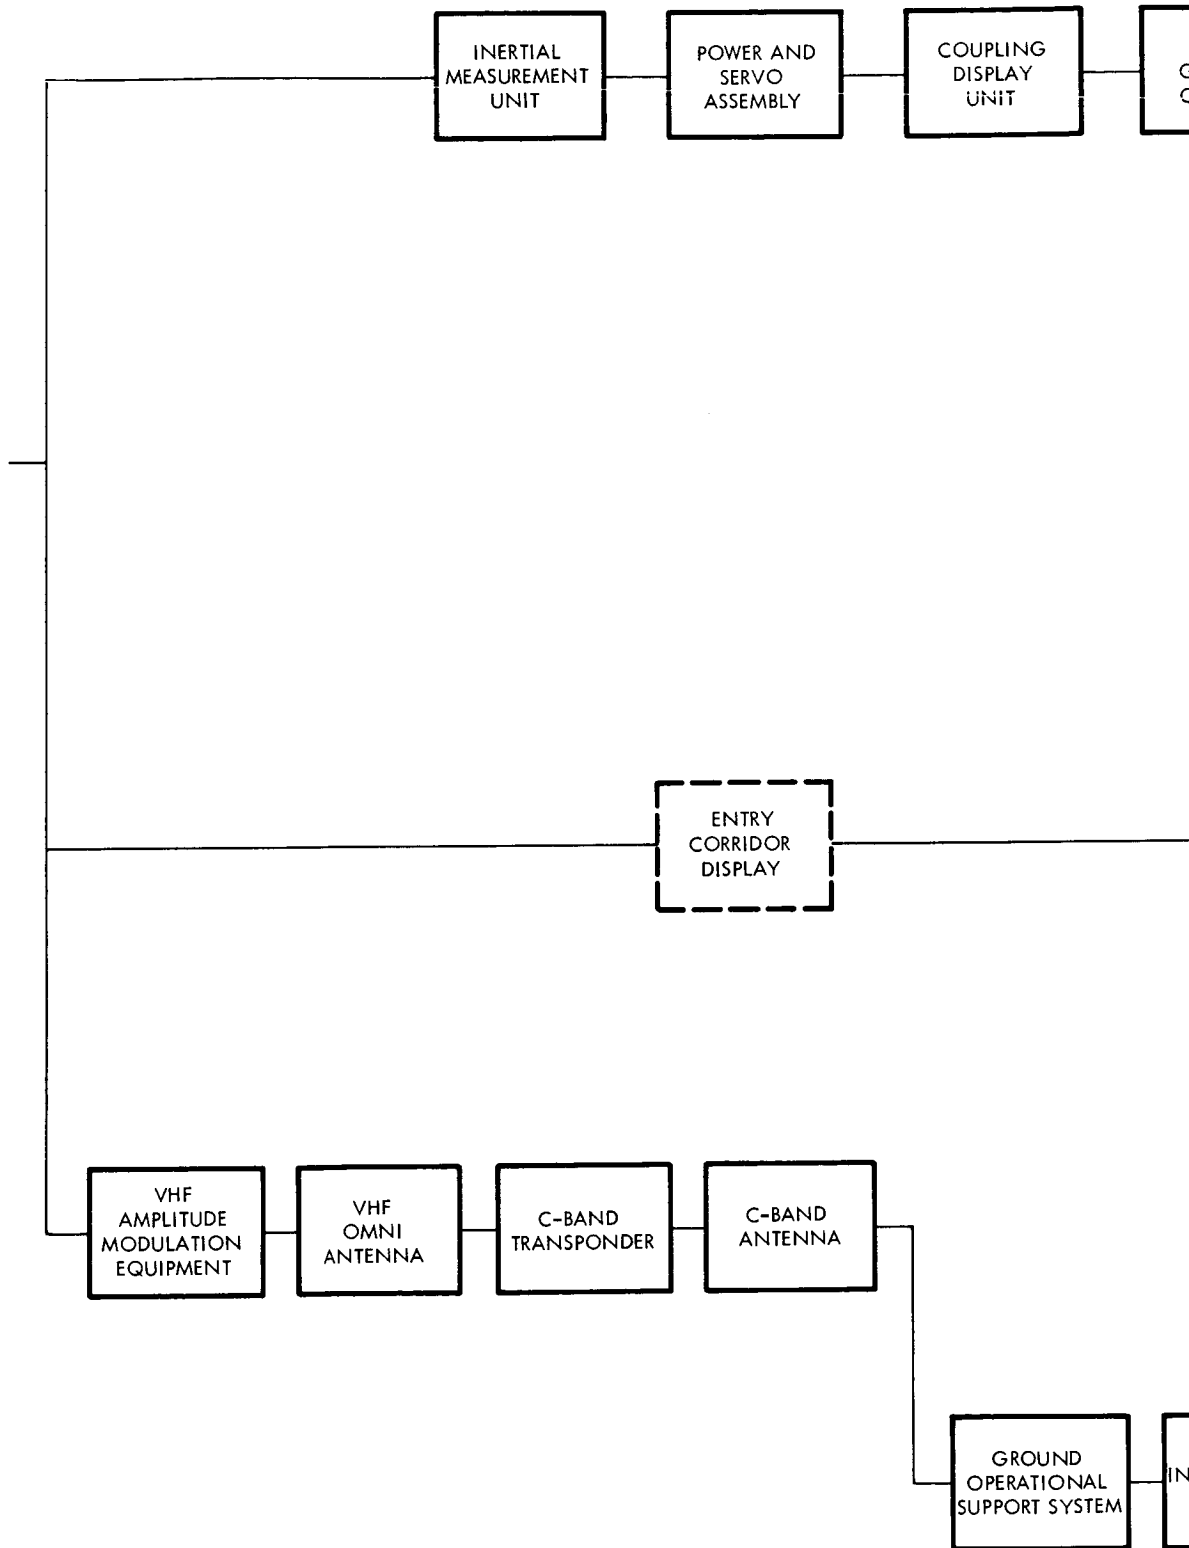 INERTIAL
MEASUREMENT
UNIT
POWER AND
SERVO
ASSEMBLY
COUPLING
DISPLAY
UNIT
ENTRY
CORRIDOR
DISPLAY
VHF
AMPLITUDE
MODULATION
EQUIPMENT
VHF
OMNI
ANTENNA
C-BAND
TRANSPONDER
C-BAND
ANTENNA
GROUND
OPERATIONAL
SUPPORT SYSTEM
IN